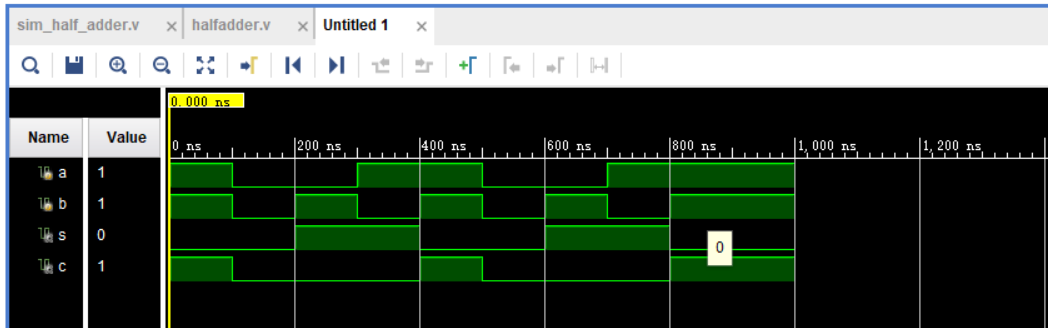 sim_half_adder.v × halfadder.v × Untitled 1 ×
0.000 ns
Name Value
0 ns 200 ns 400 ns 600 ns 800 ns 1,000 ns 1,200 ns
a 1
b 1
s 0
0
c 1